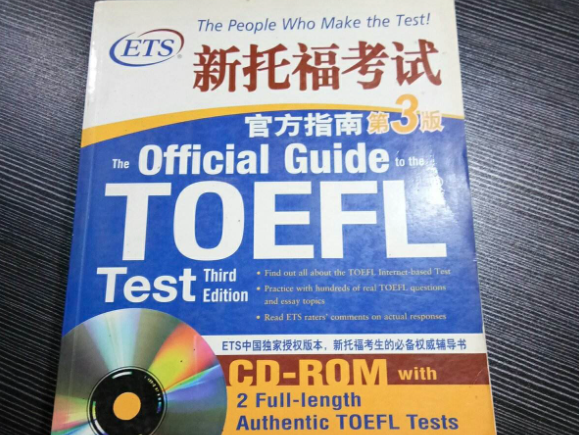 The People Who Make the Test!
ETS
新托福考试
官方指南 第3版
The Official Guide to the
TOEFL
Test Third Edition
• Find out all about the TOEFL Internet-based Test
• Practice with hundreds of real TOEFL questions
and essay topics
• Read ETS raters' comments on actual responses
ETS中国独家授权版本，新托福考生的必备权威辅导书
CD-ROM with
2 Full-length
Authentic TOEFL Tests